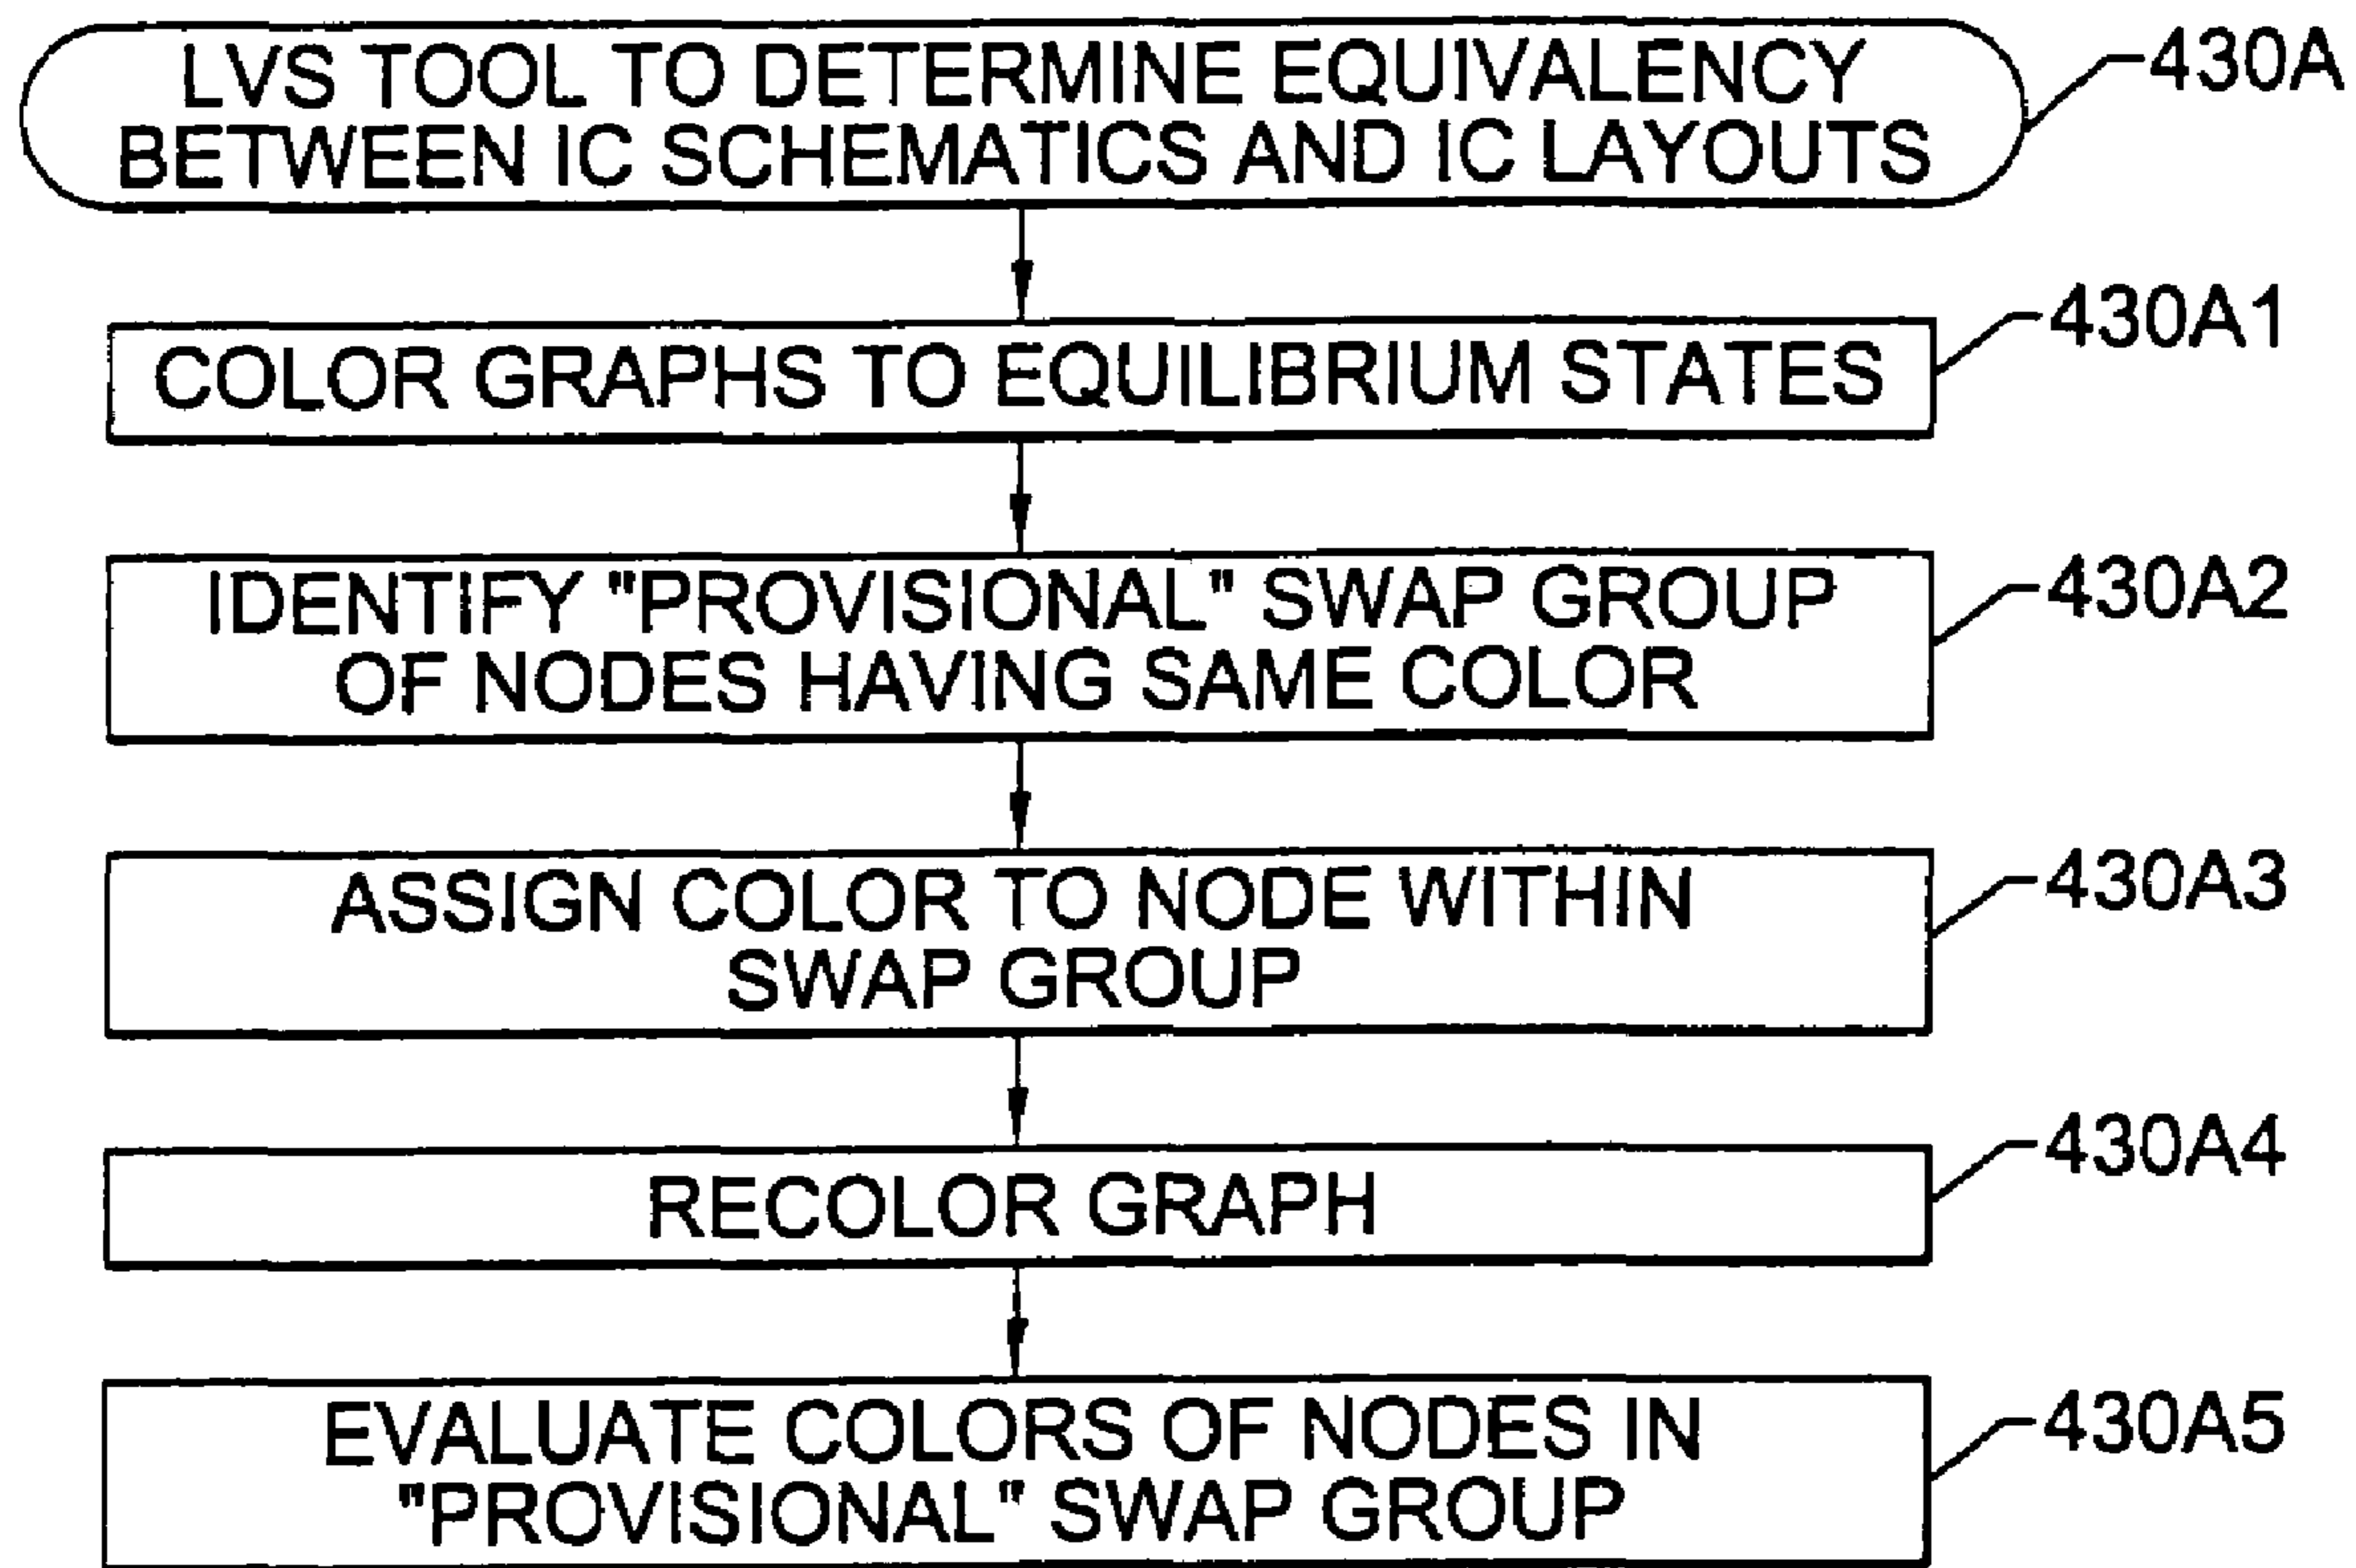 LVS TOOL TO DETERMINE EQUIVALENCY
BETWEEN IC SCHEMATICS AND IC LAYOUTS
430A
COLOR GRAPHS TO EQUILIBRIUM STATES
430A1
IDENTIFY "PROVISIONAL" SWAP GROUP
OF NODES HAVING SAME COLOR
430A2
ASSIGN COLOR TO NODE WITHIN
SWAP GROUP
430A3
RECOLOR GRAPH
430A4
EVALUATE COLORS OF NODES IN
"PROVISIONAL" SWAP GROUP
430A5